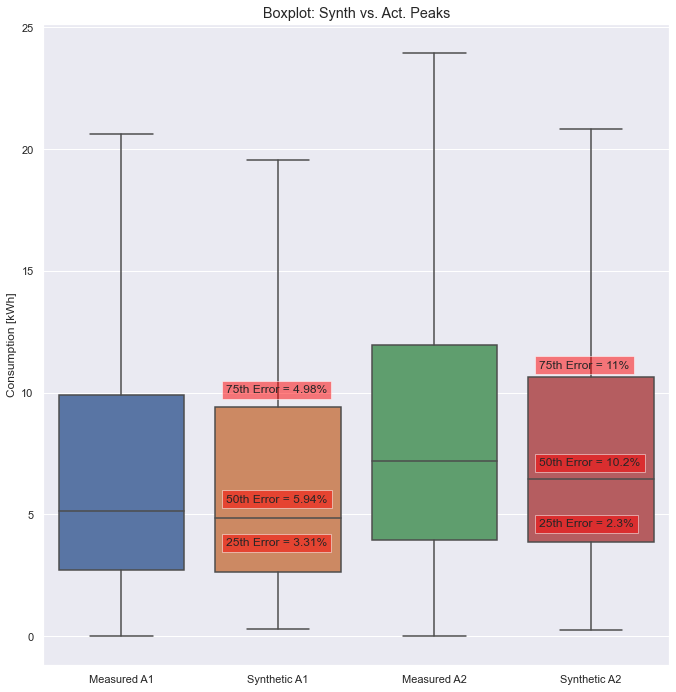 Boxplot: Synth vs. Act. Peaks
25
20
15
10
5
0
Consumption [kWh]
75th Error = 4.98%
50th Error = 5.94%
25th Error = 3.31%
75th Error = 11%
50th Error = 10.2%
25th Error = 2.3%
Measured A1
Synthetic A1
Measured A2
Synthetic A2